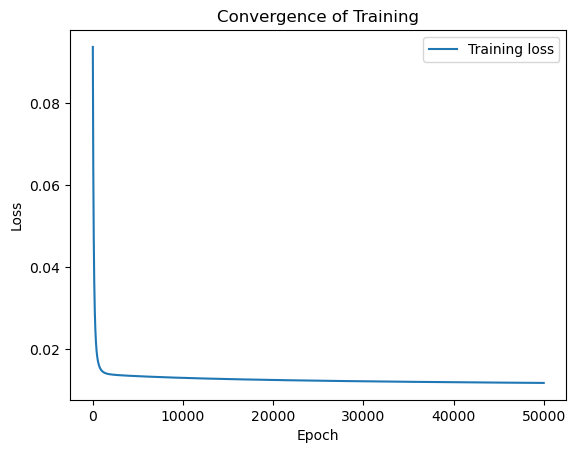 Convergence of Training
Training loss
0.08
0.06
0.04
0.02
Loss
0
10000
20000
30000
40000
50000
Epoch